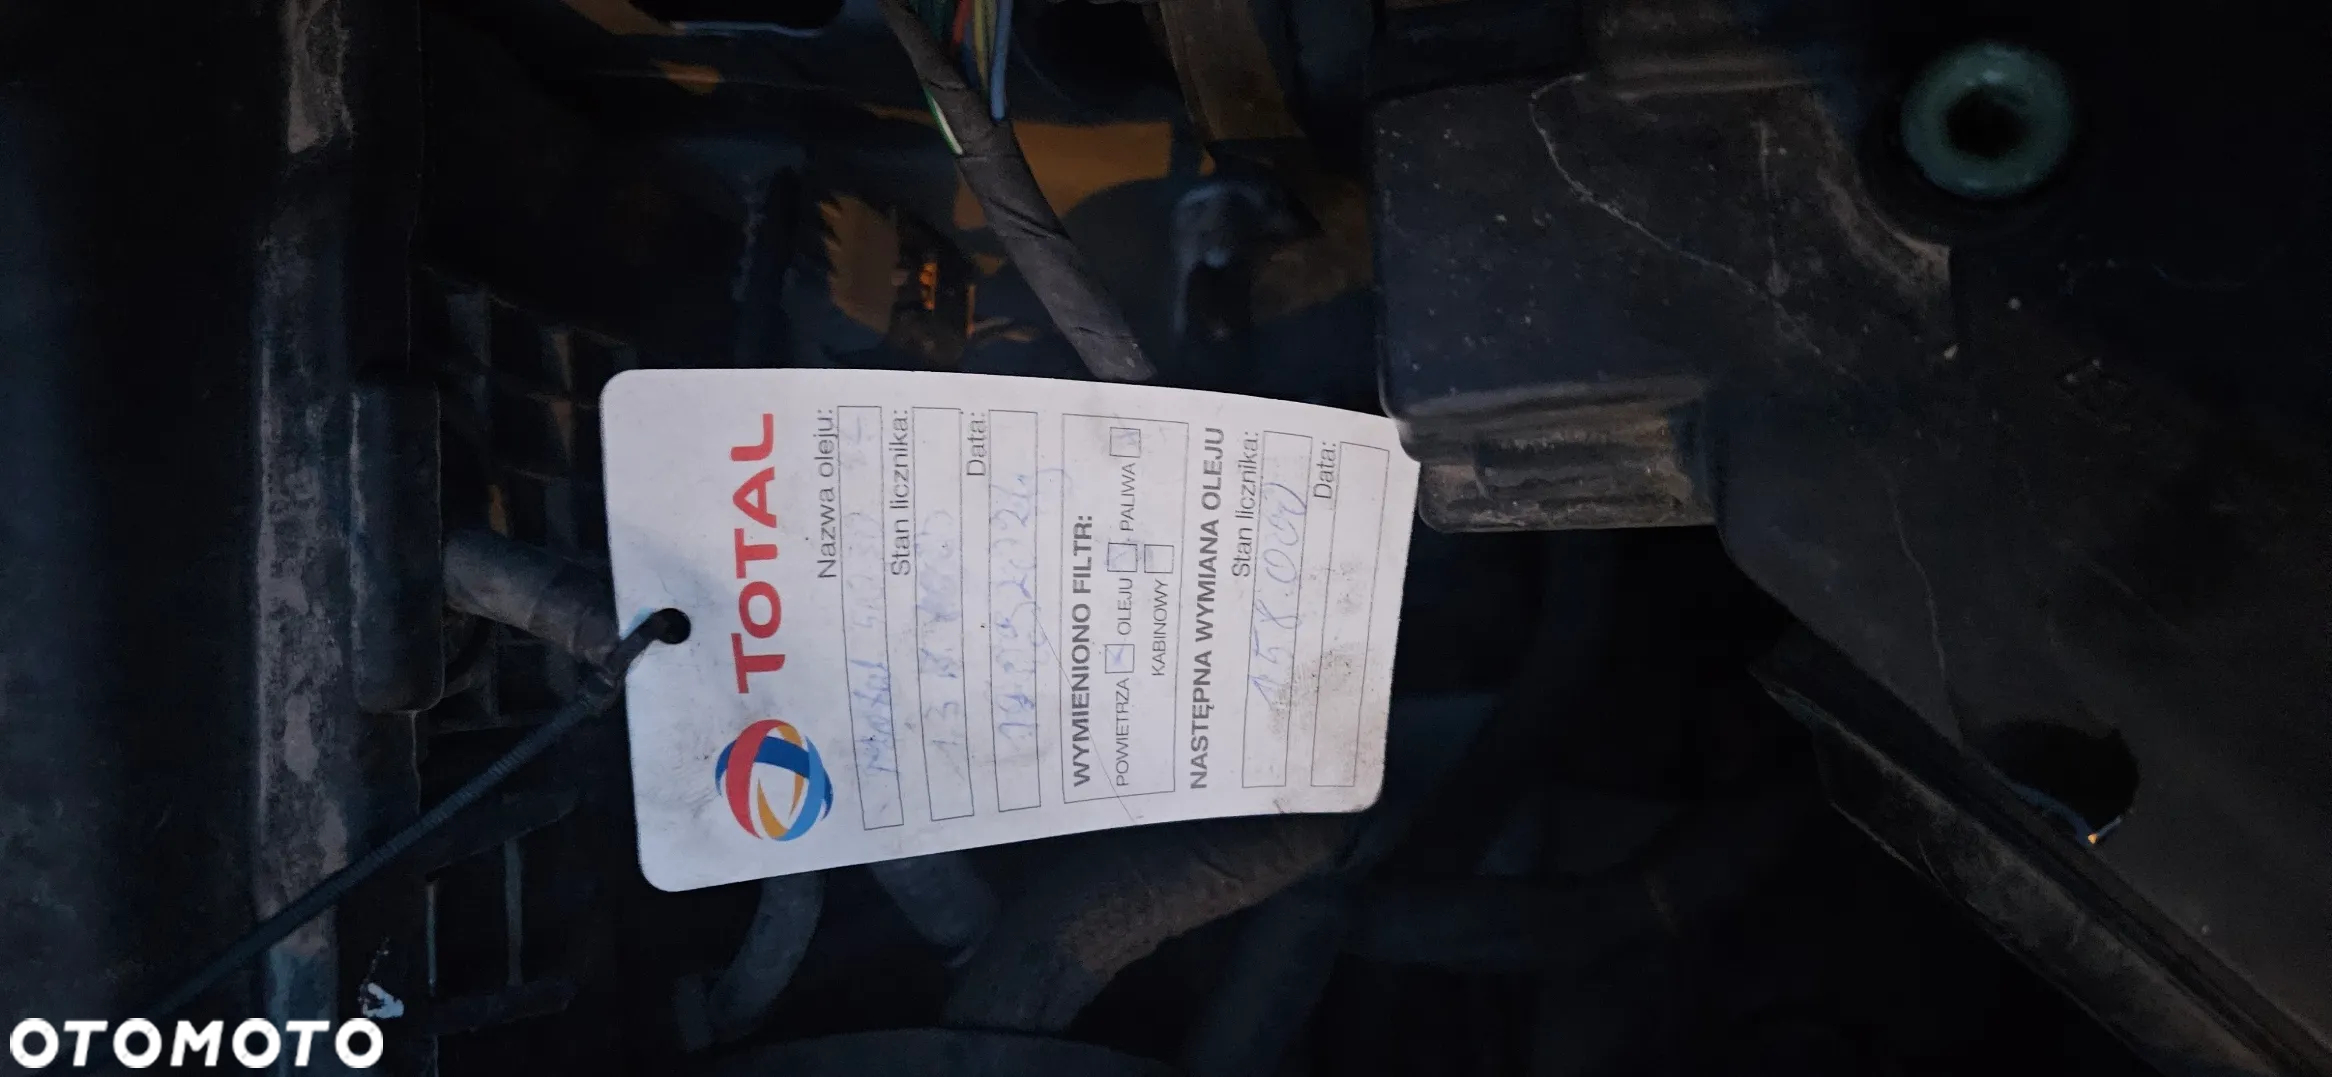 TOTAL
Nazwa oleju:
Stan licznika:
Data:
WYMIENIONO FILTR:
POWIETRZA OLEJU PALIWA
KABINOWY
NASTĘPNA WYMIANA OLEJU
Stan licznika:
158.000
Data:
OTOMOTO